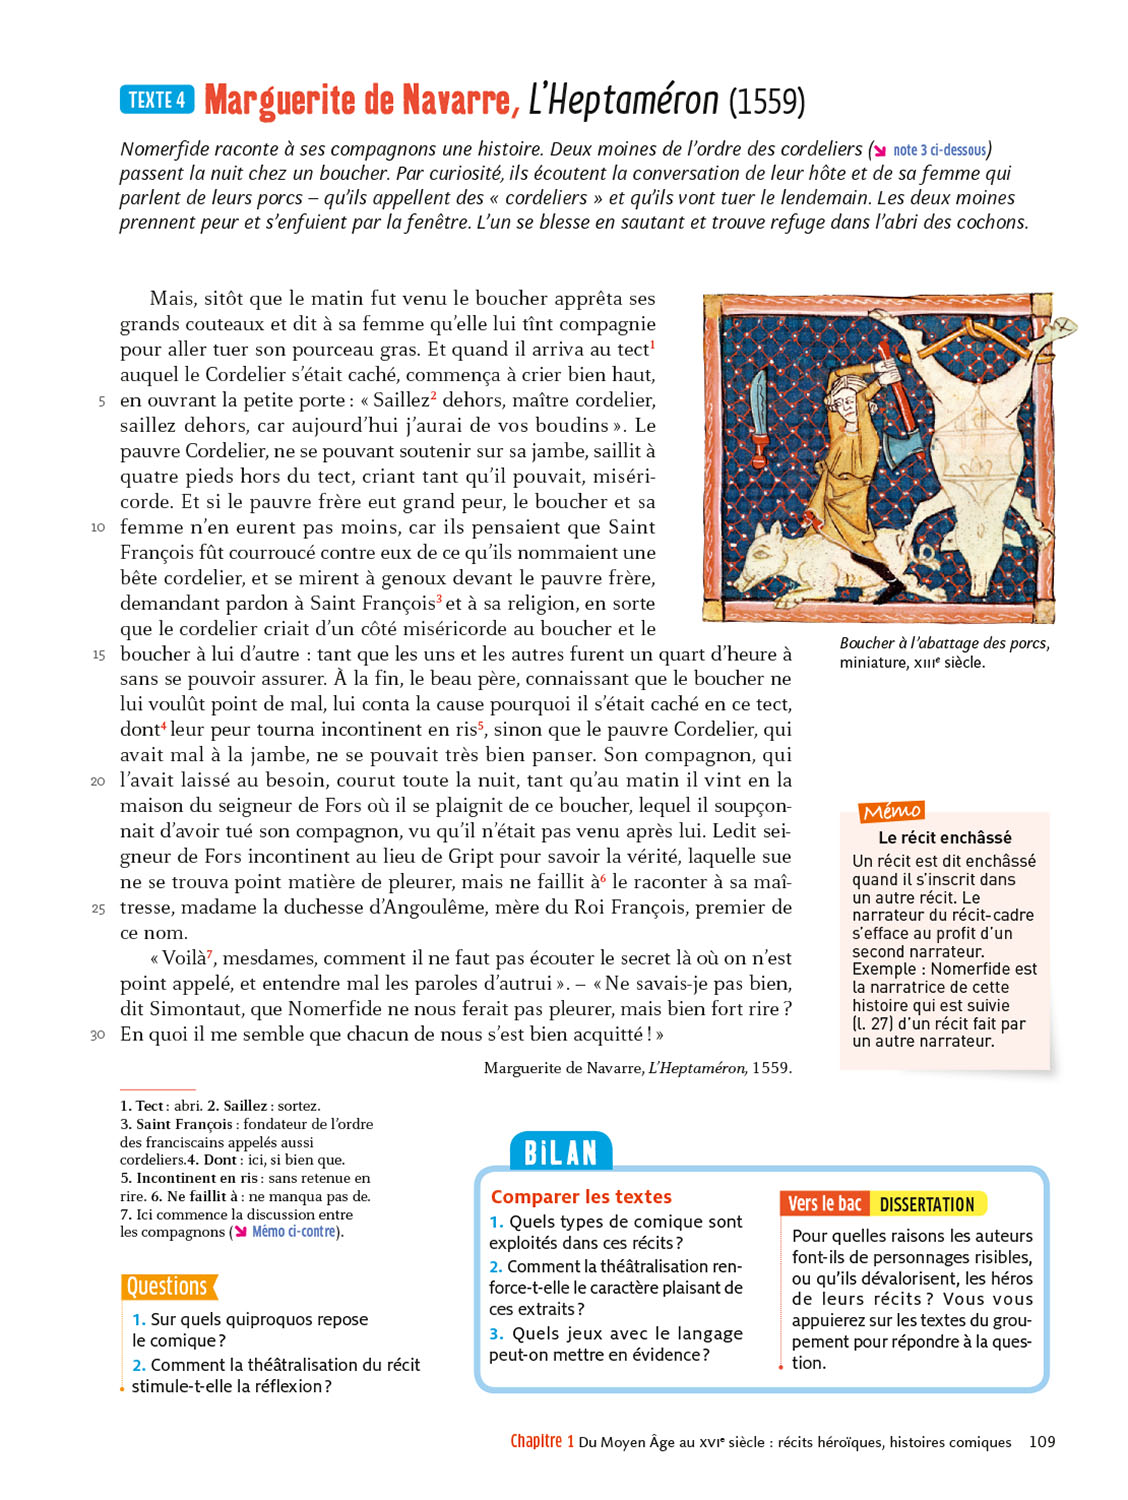 TEXTE 4 Marguerite de Navarre, L'Heptaméron (1559)
Nomerfide raconte à ses compagnons une histoire. Deux moines de l'ordre des cordeliers (↘ note 3 ci-dessous)
passent la nuit chez un boucher. Par curiosité, ils écoutent la conversation de leur hôte et de sa femme qui
parlent de leurs porcs – qu'ils appellent des « cordeliers » et qu'ils vont tuer le lendemain. Les deux moines
prennent peur et s'enfuient par la fenêtre. L'un se blesse en sautant et trouve refuge dans l'abri des cochons.
Mais, sitôt que le matin fut venu le boucher apprêta ses
grands couteaux et dit à sa femme qu'elle lui tînt compagnie
pour aller tuer son pourceau gras. Et quand il arriva au tect1
auquel le Cordelier s'était caché, commença à crier bien haut,
5 en ouvrant la petite porte : « Saillez2 dehors, maître cordelier,
saillez dehors, car aujourd'hui j'aurai de vos boudins ». Le
pauvre Cordelier, ne se pouvant soutenir sur sa jambe, saillit à
quatre pieds hors du tect, criant tant qu'il pouvait, miséri-
corde. Et si le pauvre frère eut grand peur, le boucher et sa
10 femme n'en eurent pas moins, car ils pensaient que Saint
François fût courroucé contre eux de ce qu'ils nommaient une
bête cordelier, et se mirent à genoux devant le pauvre frère,
demandant pardon à Saint François3 et à sa religion, en sorte
que le cordelier criait d'un côté miséricorde au boucher et le
15 boucher à lui d'autre : tant que les uns et les autres furent un quart d'heure à
sans se pouvoir assurer. À la fin, le beau père, connaissant que le boucher ne
lui voulût point de mal, lui conta la cause pourquoi il s'était caché en ce tect,
dont4 leur peur tourna incontinent en ris5, sinon que le pauvre Cordelier, qui
avait mal à la jambe, ne se pouvait très bien panser. Son compagnon, qui
20 l'avait laissé au besoin, courut toute la nuit, tant qu'au matin il vint en la
maison du seigneur de Fors où il se plaignit de ce boucher, lequel il soupçon-
nait d'avoir tué son compagnon, vu qu'il n'était pas venu après lui. Ledit sei-
gneur de Fors incontinent au lieu de Gript pour savoir la vérité, laquelle sue
ne se trouva point matière de pleurer, mais ne faillit à6 le raconter à sa maî-
25 tresse, madame la duchesse d'Angoulême, mère du Roi François, premier de
ce nom.
« Voilà7, mesdames, comment il ne faut pas écouter le secret là où on n'est
point appelé, et entendre mal les paroles d'autrui ». – « Ne savais-je pas bien,
dit Simontaut, que Nomerfide ne nous ferait pas pleurer, mais bien fort rire ?
30 En quoi il me semble que chacun de nous s'est bien acquitté ! »
Marguerite de Navarre, L'Heptaméron, 1559.
Boucher à l'abattage des porcs,
miniature, XIIIe siècle.
Mémo
Le récit enchâssé
Un récit est dit enchâssé
quand il s'inscrit dans
un autre récit. Le
narrateur du récit-cadre
s'efface au profit d'un
second narrateur.
Exemple : Nomerfide est
la narratrice de cette
histoire qui est suivie
(l. 27) d'un récit fait par
un autre narrateur.
1. Tect : abri. 2. Saillez : sortez.
3. Saint François : fondateur de l'ordre
des franciscains appelés aussi
cordeliers.4. Dont : ici, si bien que.
5. Incontinent en ris : sans retenue en
rire. 6. Ne faillit à : ne manqua pas de.
7. Ici commence la discussion entre
les compagnons (↘ Mémo ci-contre).
Questions
1. Sur quels quiproquos repose
le comique ?
2. Comment la théâtralisation du récit
stimule-t-elle la réflexion ?
BiLAN
Comparer les textes
1. Quels types de comique sont
exploités dans ces récits ?
2. Comment la théâtralisation ren-
force-t-elle le caractère plaisant de
ces extraits ?
3. Quels jeux avec le langage
peut-on mettre en évidence ?
Vers le bac DISSERTATION
Pour quelles raisons les auteurs
font-ils de personnages risibles,
ou qu'ils dévalorisent, les héros
de leurs récits ? Vous vous
appuierez sur les textes du grou-
pement pour répondre à la ques-
tion.
Chapitre 1 Du Moyen Âge au XVIe siècle : récits héroïques, histoires comiques 109